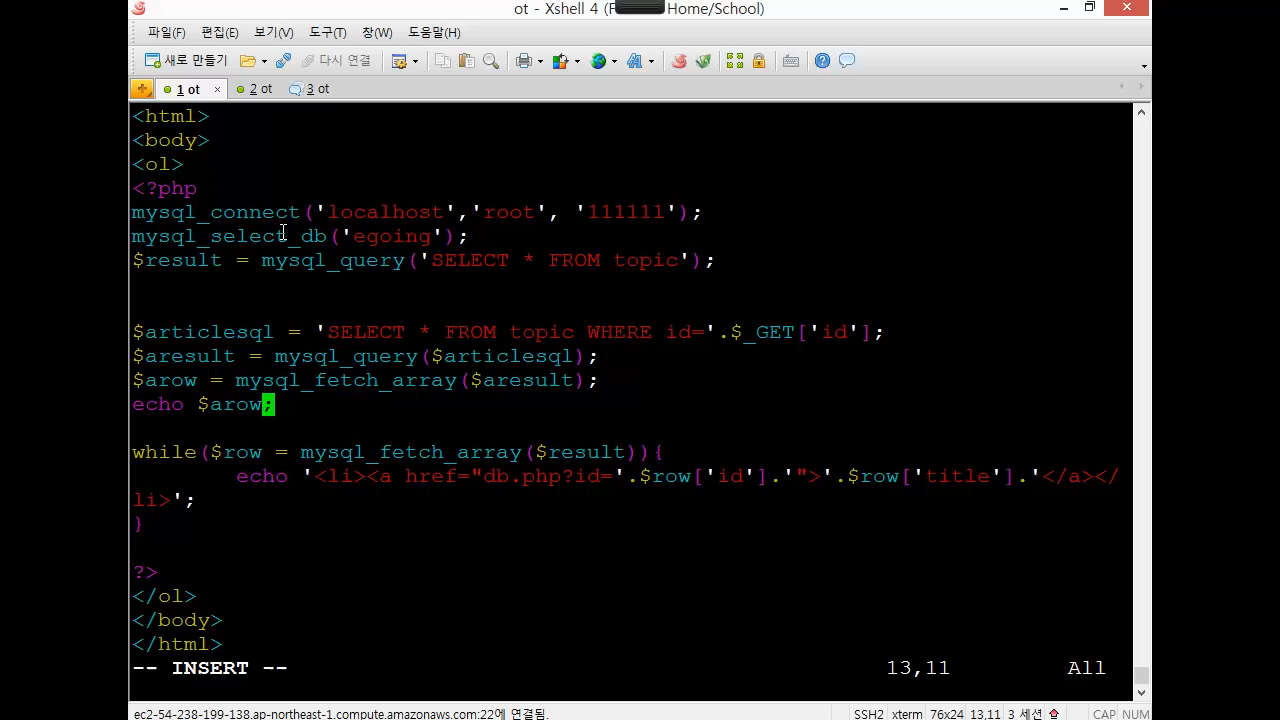 ot - Xshell 4 (F Home/School)
파일(F) 편집(E) 보기(V) 도구(T) 창(W) 도움말(H)
새로 만들기 다시 연결
1 ot × 2 ot 3 ot
<html>
<body>
<ol>
<?php
mysql_connect('localhost','root', '111111');
mysql_select_db('egoing');
$result = mysql_query('SELECT * FROM topic');
$articlesql = 'SELECT * FROM topic WHERE id='.$_GET['id'];
$aresult = mysql_query($articlesql);
$arow = mysql_fetch_array($aresult);
echo $arow;
while($row = mysql_fetch_array($result)){
echo '<li><a href="db.php?id='.$row['id'].'">'.$row['title'].'</a></
li>';
}
?>
</ol>
</body>
</html>
-- INSERT -- 13,11 All
ec2-54-238-199-138.ap-northeast-1.compute.amazonaws.com:22에 연결됨. SSH2 xterm 76x24 13,11 3 세션 CAP NUM